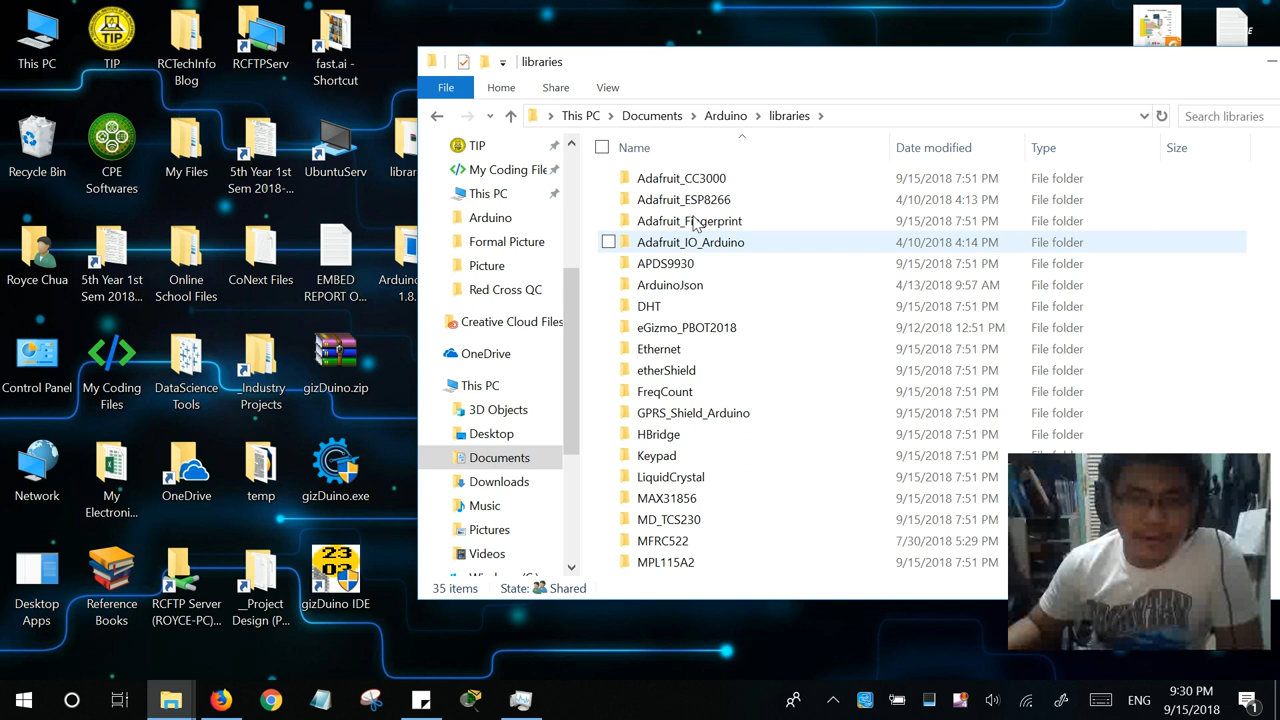 This PC
TIP
RCTechInfo Blog
RCFTPServ
fast.ai - Shortcut
Recycle Bin
CPE Softwares
My Files
5th Year 1st Sem 2018-...
UbuntuServ
librar
Royce Chua
5th Year 1st Sem 2018...
Online School Files
CoNext Files
EMBED REPORT O...
Arduino 1.8.
Control Panel
My Coding Files
DataScience Tools
_Industry Projects
gizDuino.zip
Network
My Electroni...
OneDrive
temp
gizDuino.exe
Desktop Apps
Reference Books
RCFTP Server (ROYCE-PC)...
__Project Design (P...
2303
gizDuino IDE
libraries
File Home Share View
This PC Documents Arduino libraries
Search libraries
TIP
My Coding File
This PC
Arduino
Formal Picture
Picture
Red Cross QC
Creative Cloud Files
OneDrive
This PC
3D Objects
Desktop
Documents
Downloads
Music
Pictures
Videos
Name Date modified Type Size
Adafruit_CC3000 9/15/2018 7:51 PM File folder
Adafruit_ESP8266 4/10/2018 4:13 PM File folder
Adafruit_Fingerprint 9/15/2018 7:51 PM File folder
Adafruit_IO_Arduino 4/10/2018 4:14 PM File folder
APDS9930 9/15/2018 7:51 PM File folder
ArduinoJson 4/13/2018 9:57 AM File folder
DHT 9/15/2018 7:51 PM File folder
eGizmo_PBOT2018 9/12/2018 12:51 PM File folder
Ethernet 9/15/2018 7:51 PM File folder
etherShield 9/15/2018 7:51 PM File folder
FreqCount 9/15/2018 7:51 PM File folder
GPRS_Shield_Arduino 9/15/2018 7:51 PM File folder
HBridge 9/15/2018 7:51 PM File folder
Keypad 9/15/2018 7:51 PM File folder
LiquidCrystal 9/15/2018 7:51 PM
MAX31856 9/15/2018 7:51 PM
MD_TCS230 9/15/2018 7:51 PM
MFRC522 7/30/2018 5:29 PM
MPL115A2 9/15/2018 7:51 PM
35 items State: Shared
ENG
9:30 PM
9/15/2018
1